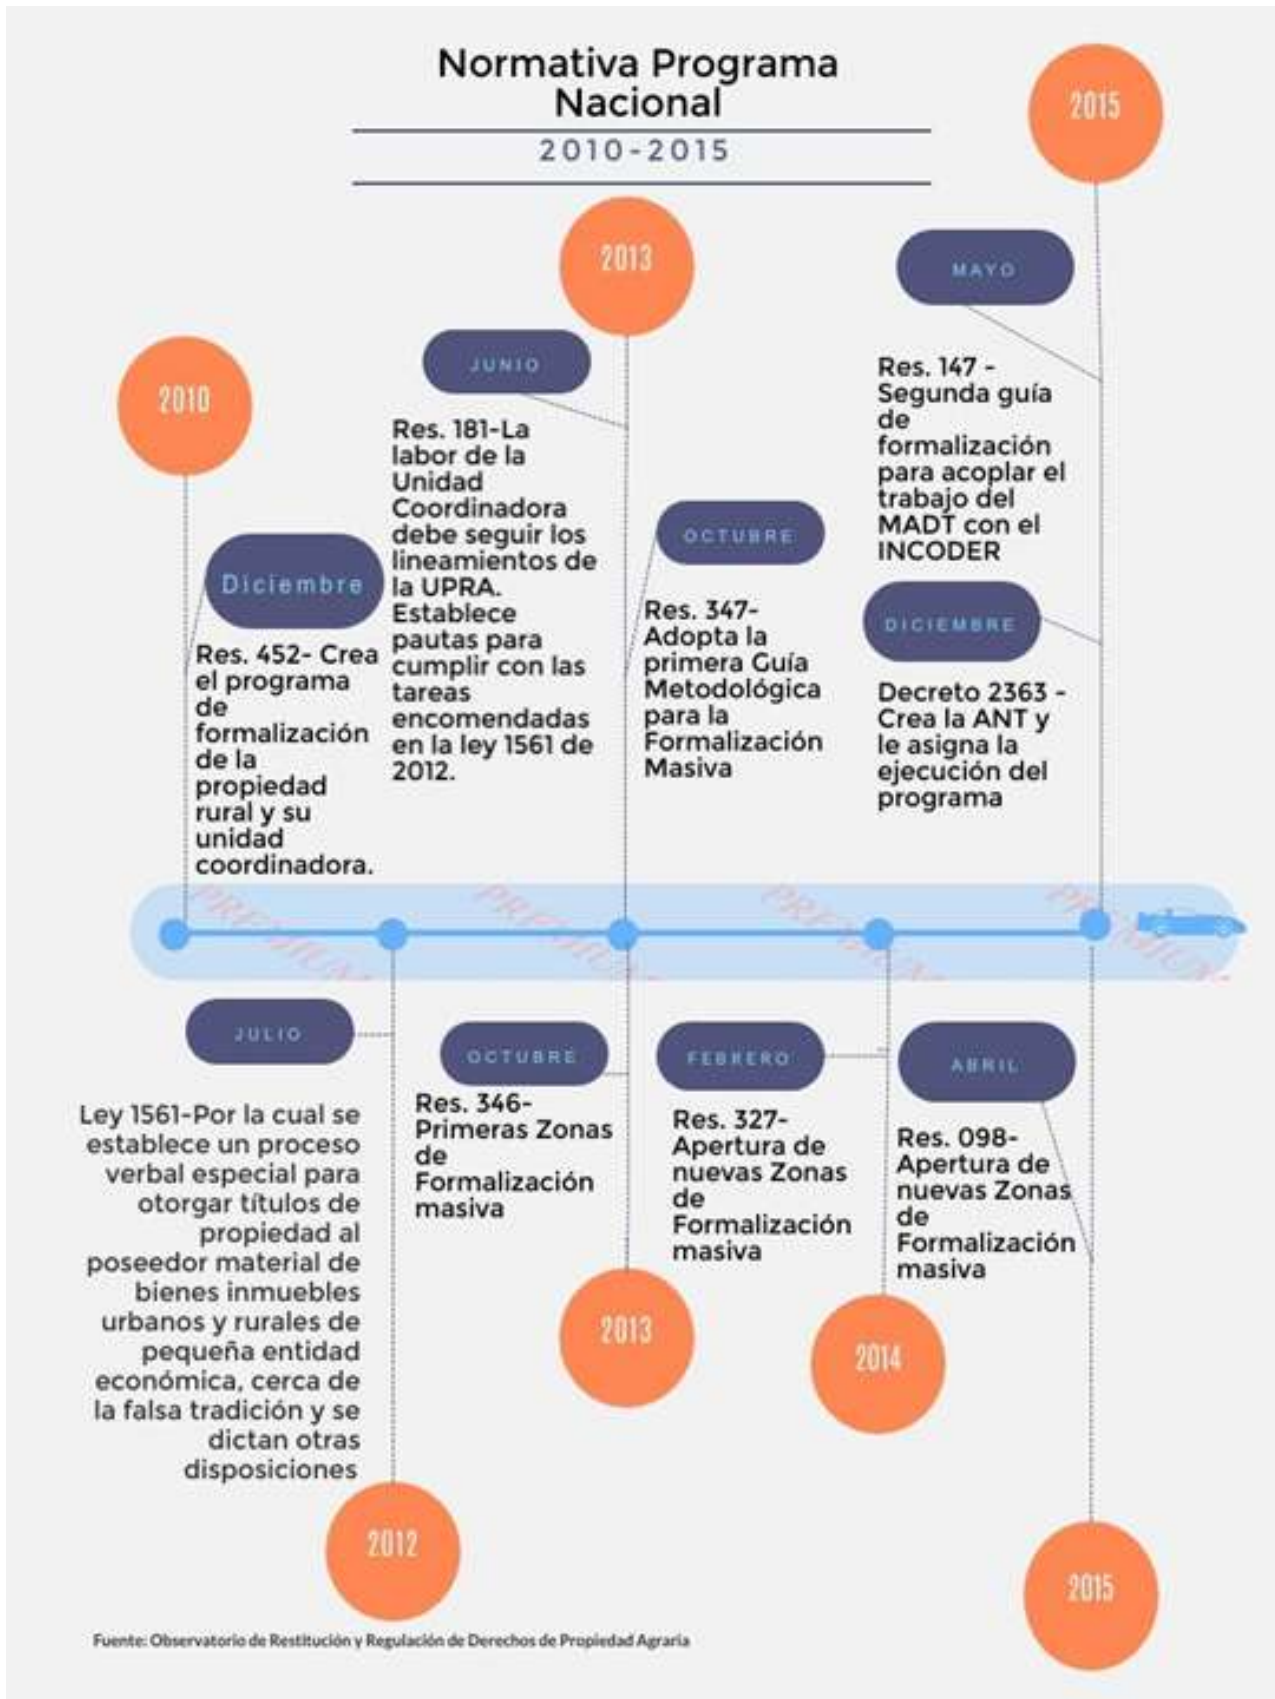 Normativa Programa
Nacional
2010-2015
2015
2013
MAYO
JUNIO
2010
Res. 147 -
Segunda guía
de
formalización
para acoplar el
trabajo del
MADT con el
INCODER
Res. 181-La
labor de la
Unidad
Coordinadora
debe seguir los
lineamientos de
la UPRA.
Establece
pautas para
cumplir con las
tareas
encomendadas
en la ley 1561 de
2012.
OCTUBRE
Diciembre
Res. 347-
Adopta la
primera Guía
Metodológica
para la
Formalización
Masiva
DICIEMBRE
Res. 452- Crea
el programa
de
formalización
de la
propiedad
rural y su
unidad
coordinadora.
Decreto 2363 -
Crea la ANT y
le asigna la
ejecución del
programa
PREMIUM
PREMIUM
PREMIUM
PREMIUM
JULIO
OCTUBRE
FEBRERO
ABRIL
Ley 1561-Por la cual se
establece un proceso
verbal especial para
otorgar títulos de
propiedad al
poseedor material de
bienes inmuebles
urbanos y rurales de
pequeña entidad
económica, cerca de
la falsa tradición y se
dictan otras
disposiciones
Res. 346-
Primeras Zonas
de
Formalización
masiva
Res. 327-
Apertura de
nuevas Zonas
de
Formalización
masiva
Res. 098-
Apertura de
nuevas Zonas
de
Formalización
masiva
2013
2014
2012
2015
Fuente: Observatorio de Restitución y Regulación de Derechos de Propiedad Agraria